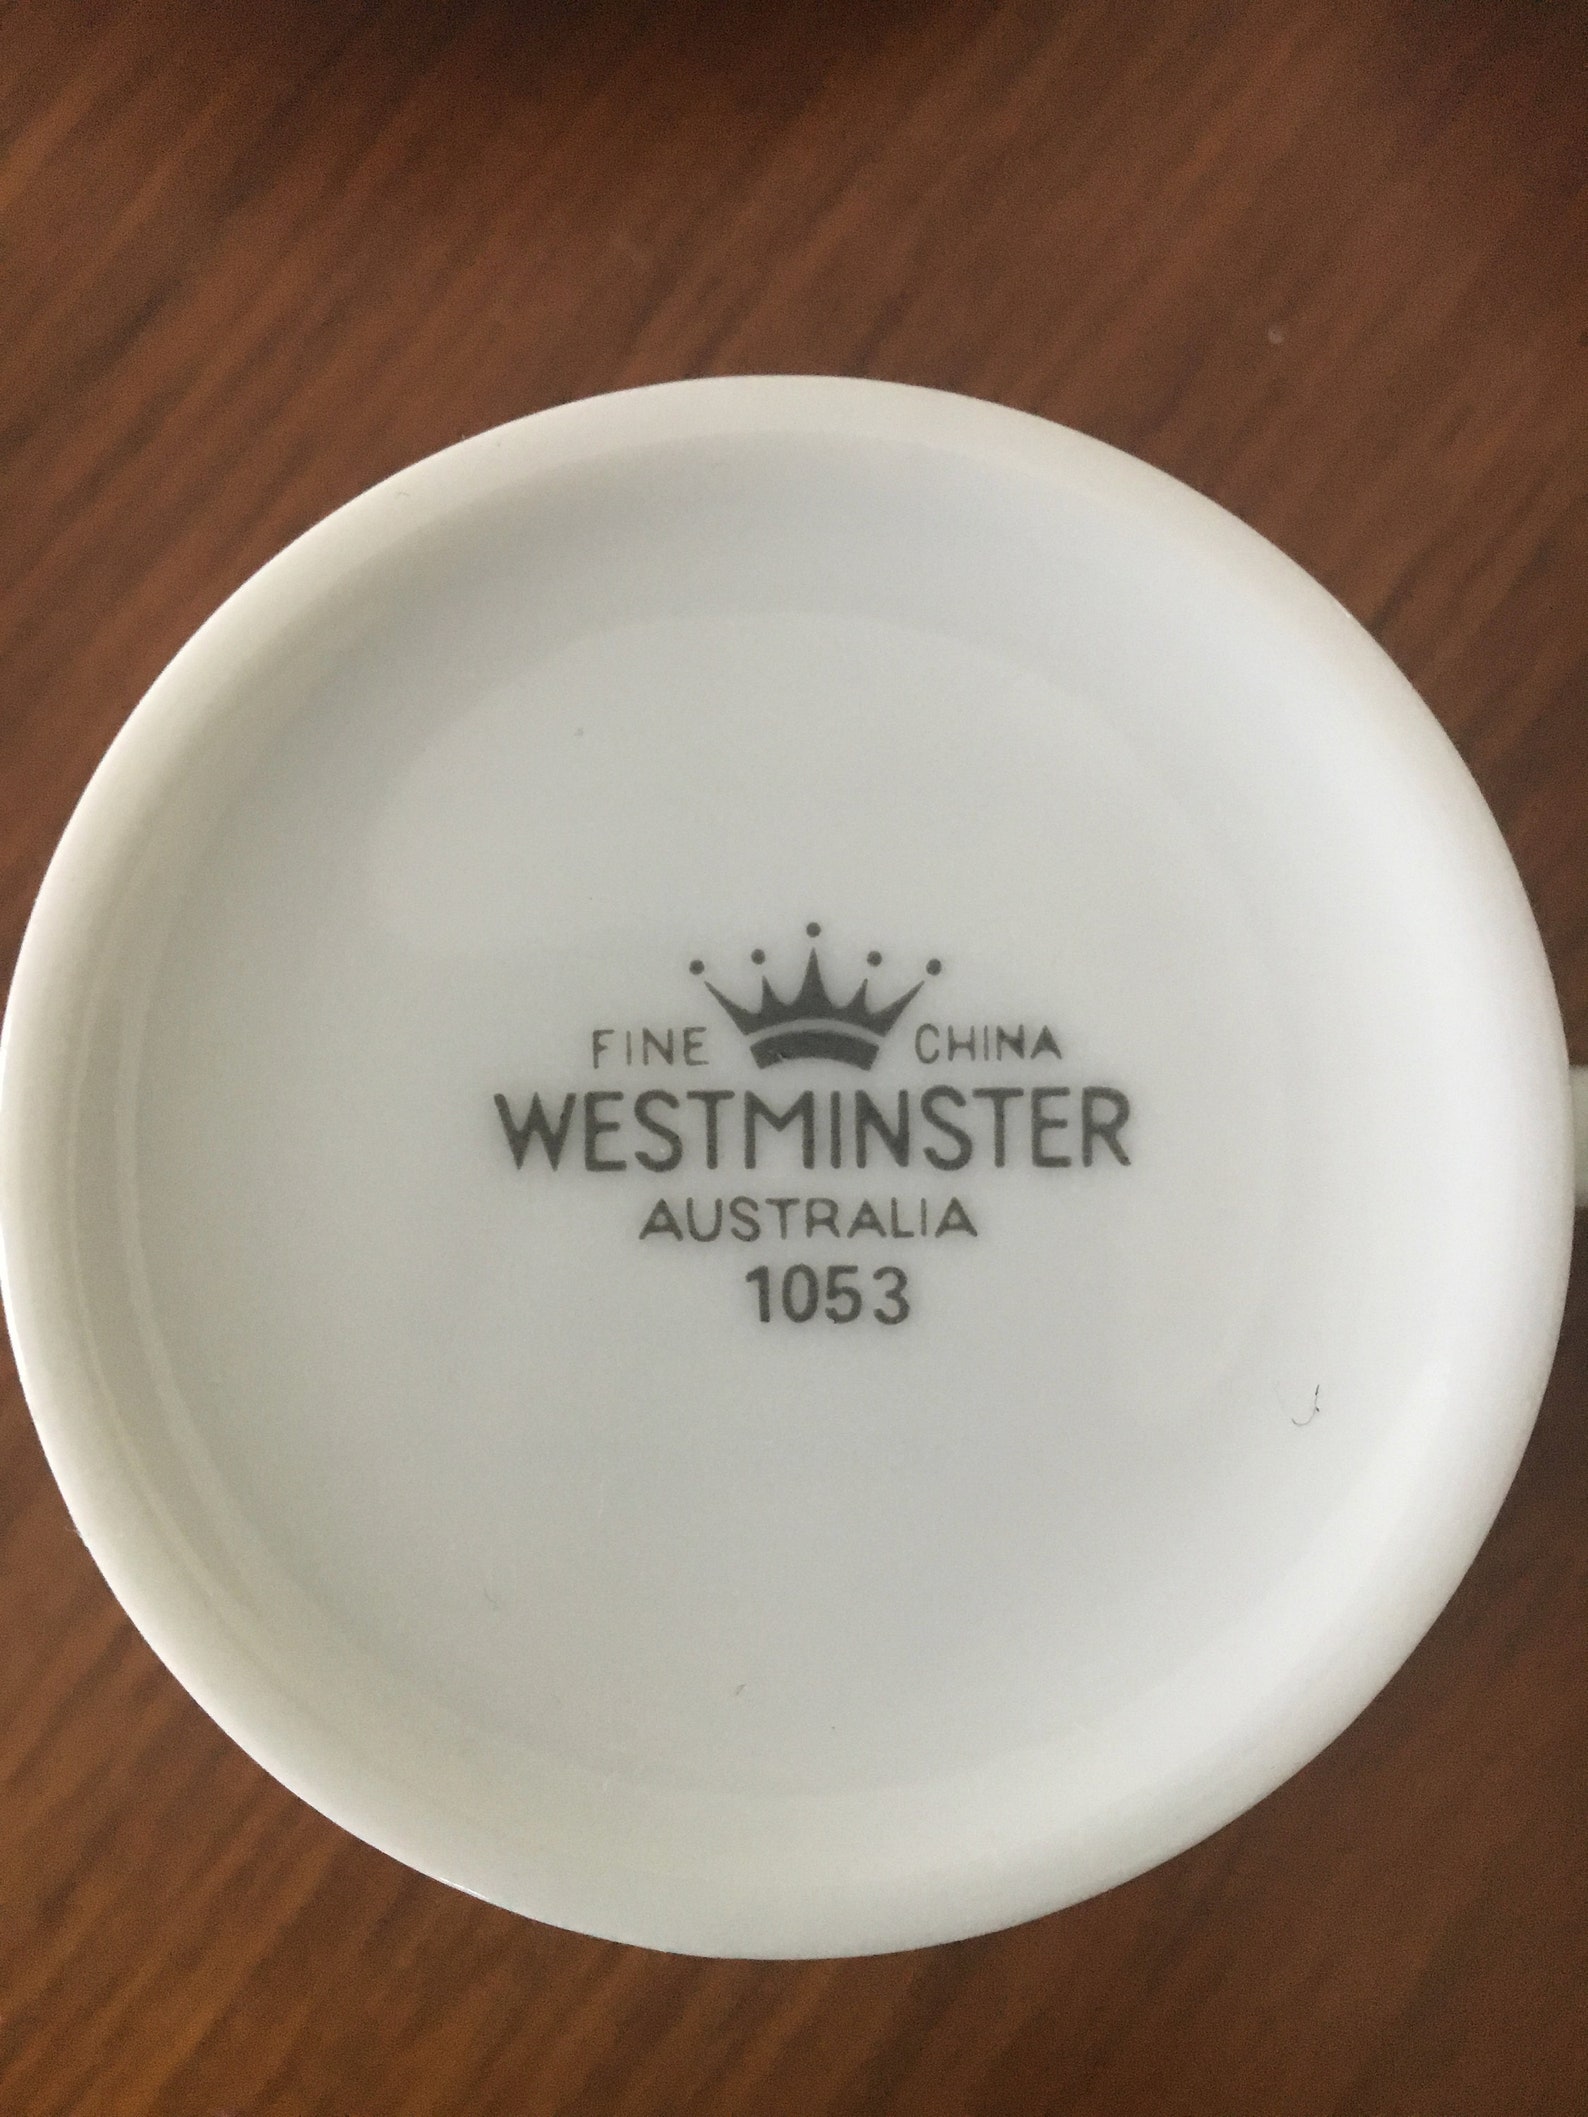 FINE CHINA
WESTMINSTER
AUSTRALIA
1053